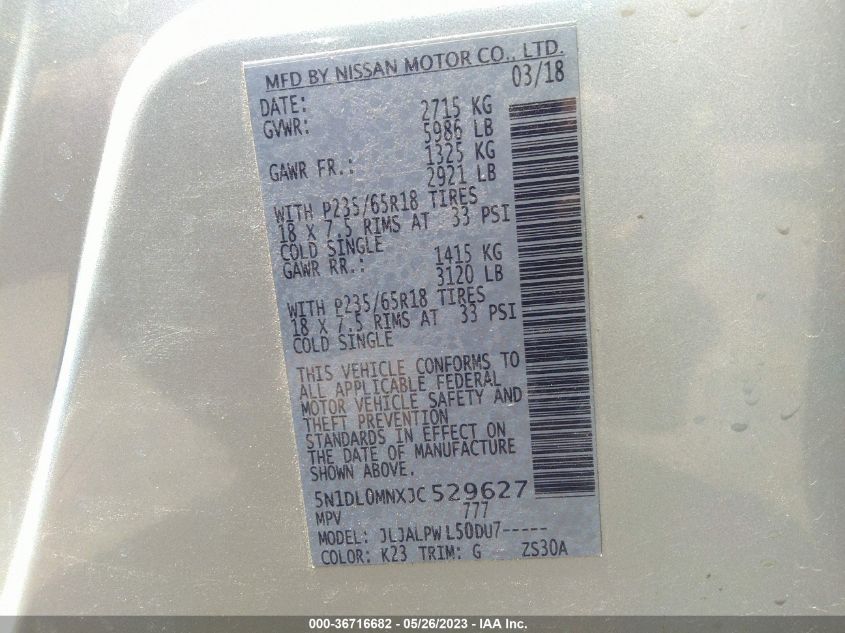 MFD BY NISSAN MOTOR CO., LTD.
DATE: 03/18
GVWR: 2715 KG
5986 LB
GAWR FR.: 1325 KG
2921 LB
WITH P235/65R18 TIRES
18 X 7.5 RIMS AT 33 PSI
COLD SINGLE
GAWR RR.: 1415 KG
3120 LB
WITH P235/65R18 TIRES
18 X 7.5 RIMS AT 33 PSI
COLD SINGLE
THIS VEHICLE CONFORMS TO
ALL APPLICABLE FEDERAL
MOTOR VEHICLE SAFETY AND
THEFT PREVENTION
STANDARDS IN EFFECT ON
THE DATE OF MANUFACTURE
SHOWN ABOVE.
5N1DL0MNXJC529627
MPV 777
MODEL: JLJALPWL50DU7-----
COLOR: K23 TRIM: G ZS30A
000-36716682 - 05/26/2023 - IAA Inc.